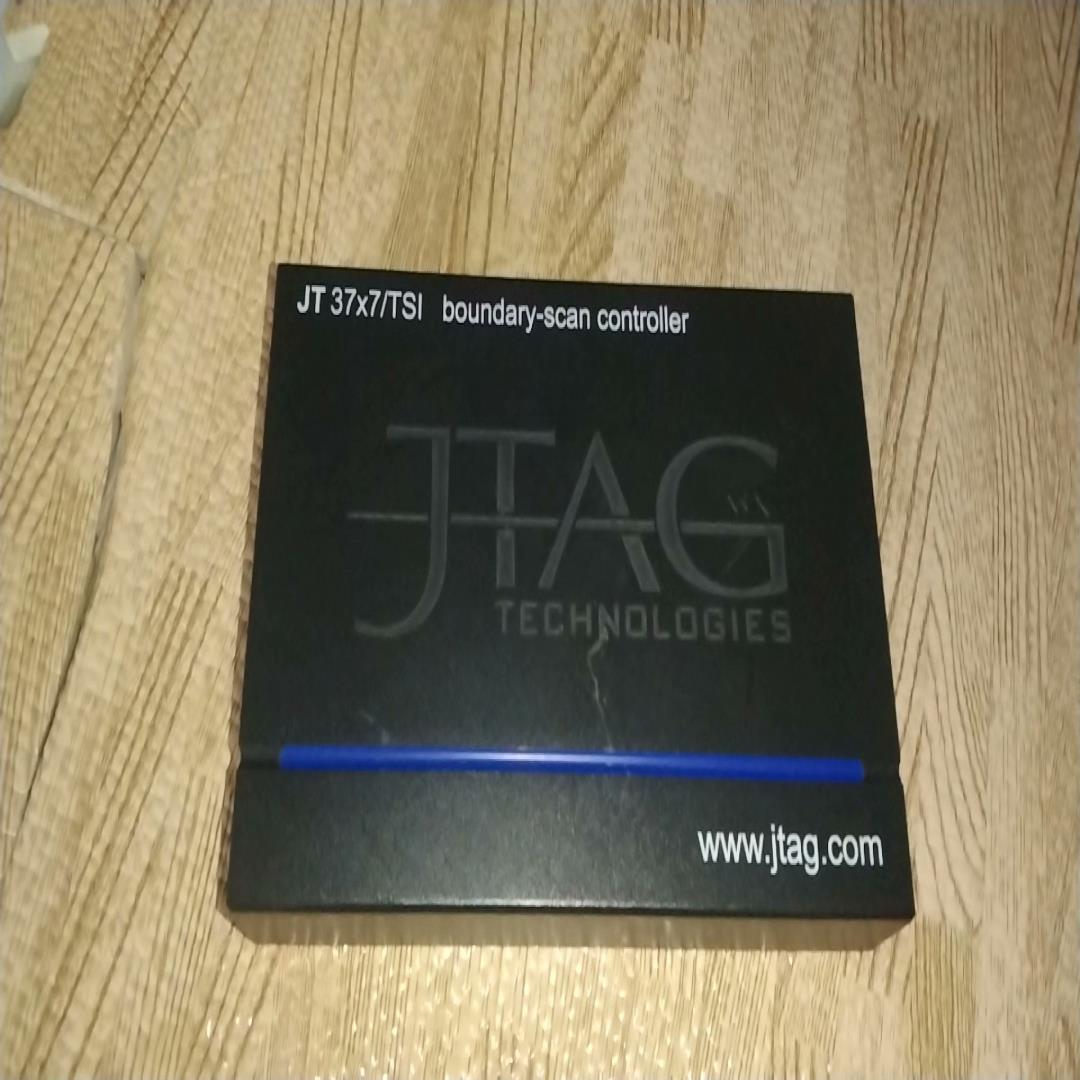 JT 37x7/TSI boundary-scan controller
JTAG
TECHNOLOGIES
www.jtag.com